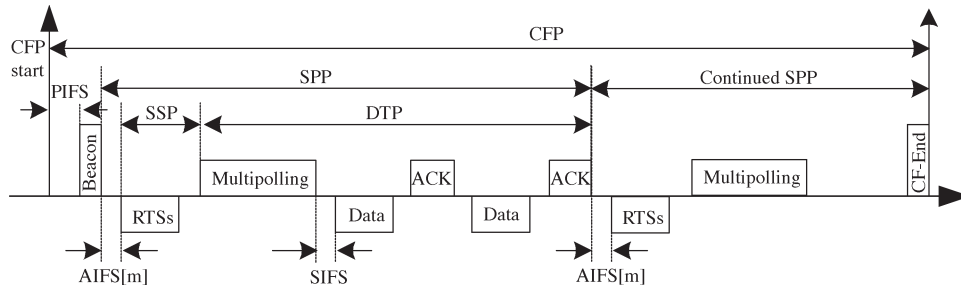 CFP
start
CFP
SPP
Continued SPP
PIFS
SSP
DTP
Beacon
Multipolling
ACK
ACK
Multipolling
CF-End
RTSs
Data
Data
RTSs
AIFS[m]
SIFS
AIFS[m]